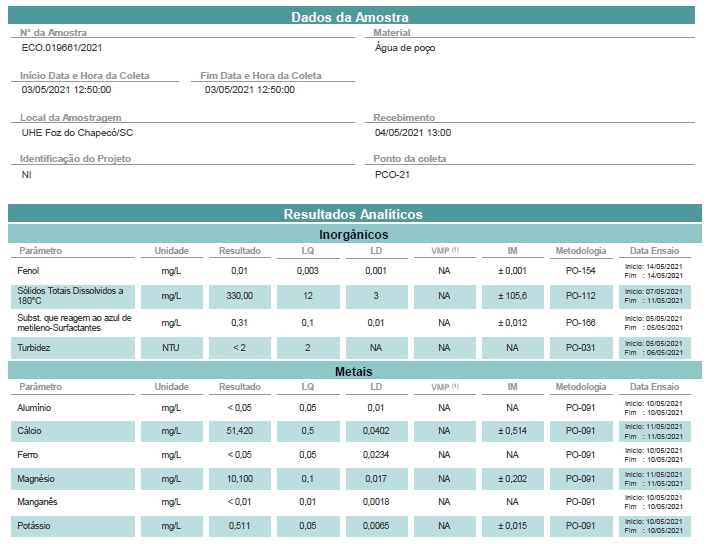 Dados da Amostra
Nº da Amostra Material
ECO.019661/2021 Água de poço
Início Data e Hora da Coleta Fim Data e Hora da Coleta
03/05/2021 12:50:00 03/05/2021 12:50:00
Local da Amostragem Recebimento
UHE Foz do Chapecó/SC 04/05/2021 13:00
Identificação do Projeto Ponto da coleta
NI PCO-21
Resultados Analíticos
Inorgânicos
Parâmetro Unidade Resultado LQ LD VMP (1) IM Metodologia Data Ensaio
Fenol mg/L 0,01 0,003 0,001 NA ± 0,001 PO-154 Início: 14/05/2021
Fim : 14/05/2021
Sólidos Totais Dissolvidos a
180ºC mg/L 330,00 12 3 NA ± 105,6 PO-112 Início: 07/05/2021
Fim : 11/05/2021
Subst. que reagem ao azul de
metileno-Surfactantes mg/L 0,31 0,1 0,01 NA ± 0,012 PO-166 Início: 05/05/2021
Fim : 05/05/2021
Turbidez NTU < 2 2 NA NA NA PO-031 Início: 05/05/2021
Fim : 06/05/2021
Metais
Parâmetro Unidade Resultado LQ LD VMP (1) IM Metodologia Data Ensaio
Alumínio mg/L < 0,05 0,05 0,01 NA NA PO-091 Início: 10/05/2021
Fim : 10/05/2021
Cálcio mg/L 51,420 0,5 0,0402 NA ± 0,514 PO-091 Início: 11/05/2021
Fim : 11/05/2021
Ferro mg/L < 0,05 0,05 0,0234 NA NA PO-091 Início: 10/05/2021
Fim : 10/05/2021
Magnésio mg/L 10,100 0,1 0,017 NA ± 0,202 PO-091 Início: 11/05/2021
Fim : 11/05/2021
Manganês mg/L < 0,01 0,01 0,0018 NA NA PO-091 Início: 10/05/2021
Fim : 10/05/2021
Potássio mg/L 0,511 0,05 0,0065 NA ± 0,015 PO-091 Início: 10/05/2021
Fim : 10/05/2021